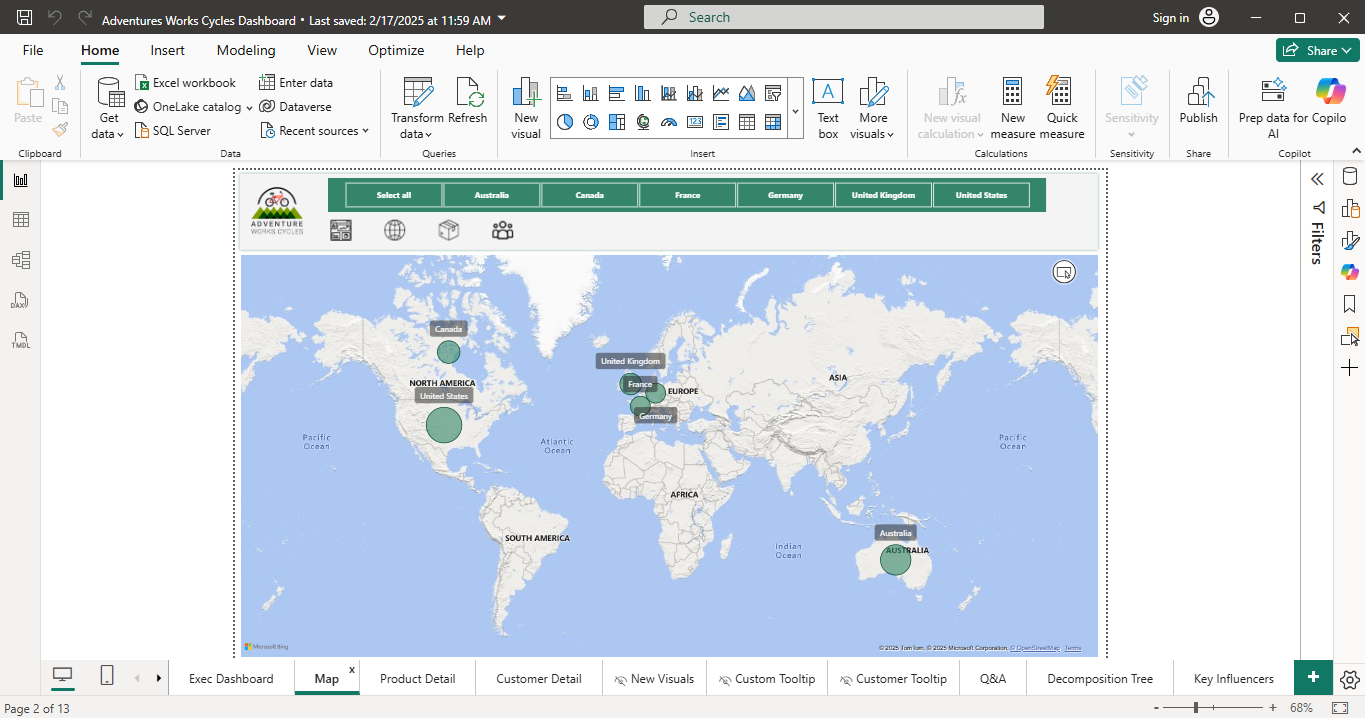 Adventures Works Cycles Dashboard • Last saved: 2/17/2025 at 11:59 AM
Search
Sign in
File
Home
Insert
Modeling
View
Optimize
Help
Share
Paste
Clipboard
Get data
Excel workbook
OneLake catalog
SQL Server
Enter data
Dataverse
Recent sources
Data
Transform data
Refresh
Queries
New visual
Text box
More visuals
Insert
New visual calculation
New measure
Quick measure
Calculations
Sensitivity
Sensitivity
Publish
Share
Prep data for AI
Copilo
Copilot
ADVENTURE
WORKS CYCLES
Select all
Australia
Canada
France
Germany
United Kingdom
United States
Canada
NORTH AMERICA
United States
United Kingdom
France
EUROPE
Germany
ASIA
Pacific
Ocean
Atlantic
Ocean
Pacific
Ocean
AFRICA
SOUTH AMERICA
Indian
Ocean
Australia
AUSTRALIA
Microsoft Bing
© 2025 TomTom, © 2025 Microsoft Corporation, © OpenStreetMap Terms
Filters
DAX
TMDL
Exec Dashboard
Map
x
Product Detail
Customer Detail
New Visuals
Custom Tooltip
Customer Tooltip
Q&A
Decomposition Tree
Key Influencers
+
Page 2 of 13
- + 68%